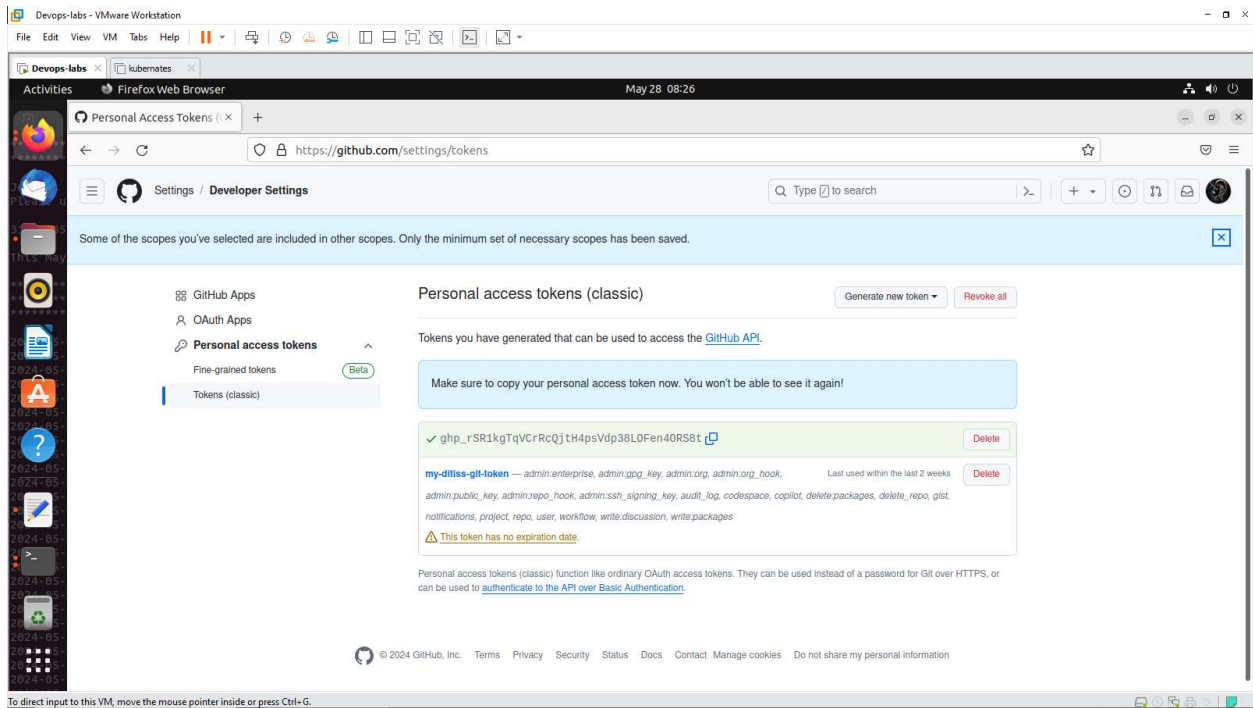 Devops-labs - VMware Workstation
File Edit View VM Tabs Help
Devops-labs kubernetes
Activities Firefox Web Browser May 28 08:26
Personal Access Tokens (
https://github.com/settings/tokens
Settings / Developer Settings Type / to search
Some of the scopes you've selected are included in other scopes. Only the minimum set of necessary scopes has been saved.
GitHub Apps
OAuth Apps
Personal access tokens
Fine-grained tokens Beta
Tokens (classic)
Personal access tokens (classic) Generate new token Revoke all
Tokens you have generated that can be used to access the GitHub API.
Make sure to copy your personal access token now. You won't be able to see it again!
[access token redacted] Delete
my-ditiss-git-token — admin:enterprise, admin:gpg_key, admin:org, admin:org_hook, Last used within the last 2 weeks Delete
admin:public_key, admin:repo_hook, admin:ssh_signing_key, audit_log, codespace, copilot, delete:packages, delete_repo, gist,
notifications, project, repo, user, workflow, write:discussion, write:packages
This token has no expiration date.
Personal access tokens (classic) function like ordinary OAuth access tokens. They can be used instead of a password for Git over HTTPS, or
can be used to authenticate to the API over Basic Authentication.
© 2024 GitHub, Inc. Terms Privacy Security Status Docs Contact Manage cookies Do not share my personal information
To direct input to this VM, move the mouse pointer inside or press Ctrl+G.